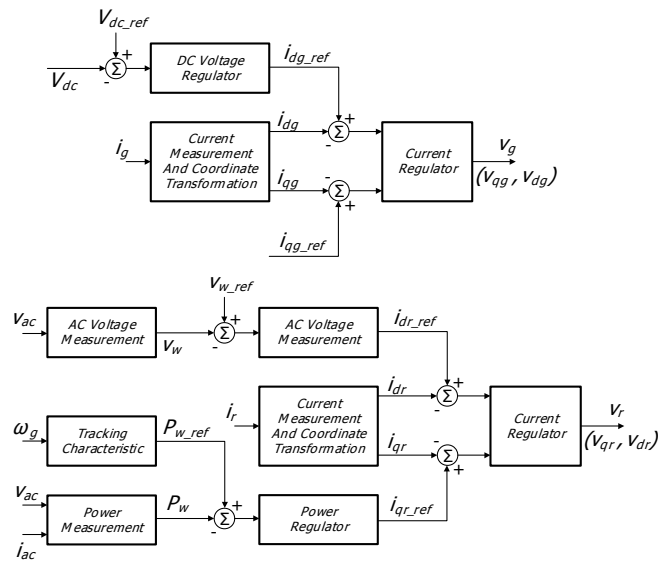 V_dc_ref
+
Σ
-
V_dc
DC Voltage
Regulator
i_dg_ref
i_g
Current
Measurement
And Coordinate
Transformation
i_dg
i_qg
+
Σ
-
-
Σ
+
i_qg_ref
Current
Regulator
v_g
(v_qg , v_dg)
v_w_ref
v_ac
AC Voltage
Measurement
v_w
+
Σ
-
AC Voltage
Measurement
i_dr_ref
i_r
Current
Measurement
And Coordinate
Transformation
i_dr
i_qr
Σ
+
-
-
Σ
+
Current
Regulator
v_r
(v_qr , v_dr)
ω_g
Tracking
Characteristic
P_w_ref
v_ac
i_ac
Power
Measurement
P_w
+
Σ
-
Power
Regulator
i_qr_ref